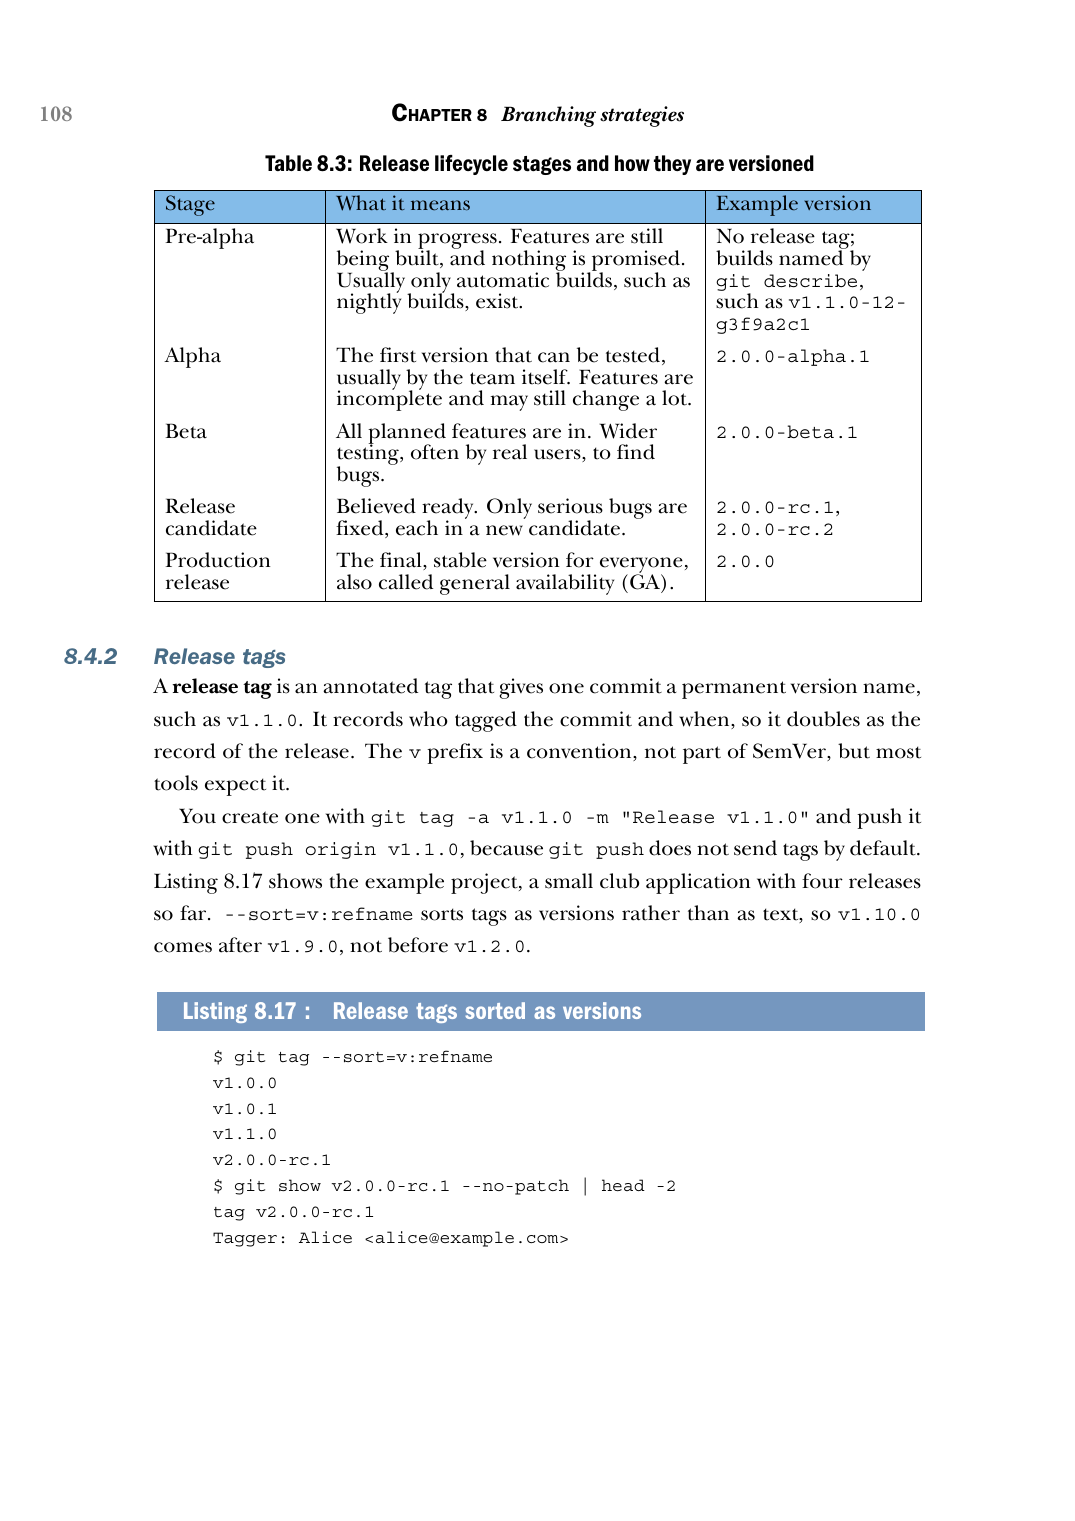 108
CHAPTER 8 Branching strategies
Table 8.3: Release lifecycle stages and how they are versioned
Stage
What it means
Example version
Pre-alpha
Work in progress. Features are still
being built, and nothing is promised.
Usually only automatic builds, such as
nightly builds, exist.
No release tag;
builds named by
git describe,
such as v1.1.0-12-
g3f9a2c1
Alpha
The first version that can be tested,
usually by the team itself. Features are
incomplete and may still change a lot.
2.0.0-alpha.1
Beta
All planned features are in. Wider
testing, often by real users, to find
bugs.
2.0.0-beta.1
Release
candidate
Believed ready. Only serious bugs are
fixed, each in a new candidate.
2.0.0-rc.1,
2.0.0-rc.2
Production
release
The final, stable version for everyone,
also called general availability (GA).
2.0.0
8.4.2 Release tags
A release tag is an annotated tag that gives one commit a permanent version name,
such as v1.1.0. It records who tagged the commit and when, so it doubles as the
record of the release. The v prefix is a convention, not part of SemVer, but most
tools expect it.
You create one with git tag -a v1.1.0 -m "Release v1.1.0" and push it
with git push origin v1.1.0, because git push does not send tags by default.
Listing 8.17 shows the example project, a small club application with four releases
so far. --sort=v:refname sorts tags as versions rather than as text, so v1.10.0
comes after v1.9.0, not before v1.2.0.
Listing 8.17 : Release tags sorted as versions
$ git tag --sort=v:refname
v1.0.0
v1.0.1
v1.1.0
v2.0.0-rc.1
$ git show v2.0.0-rc.1 --no-patch | head -2
tag v2.0.0-rc.1
Tagger: Alice <alice@example.com>